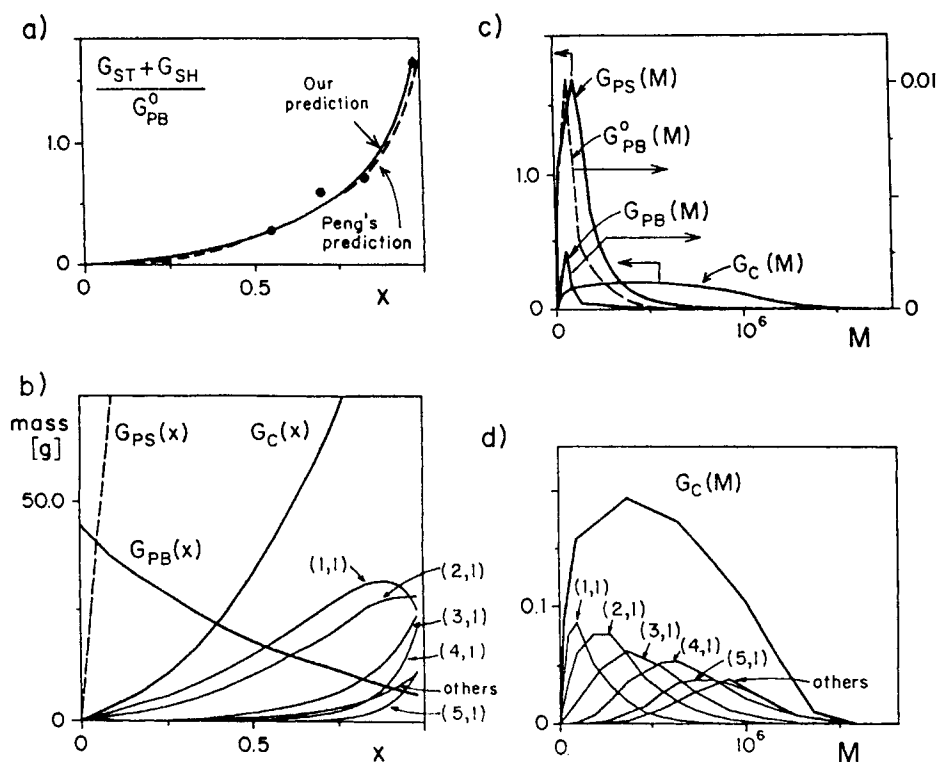 a)
G_ST + G_SH
G⁰_PB
Our
prediction
Peng's
prediction
1.0
0
0
0.5
X
c)
G_PS(M)
G⁰_PB(M)
G_PB(M)
G_C(M)
1.0
0
0.01
0
0
10⁶
M
b)
mass
[g]
50.0
0
G_PS(x)
G_C(x)
G_PB(x)
(1,1)
(2,1)
(3,1)
(4,1)
others
(5,1)
0
0.5
X
d)
G_C(M)
0.1
0
(1,1)
(2,1)
(3,1)
(4,1)
(5,1)
others
0
10⁶
M